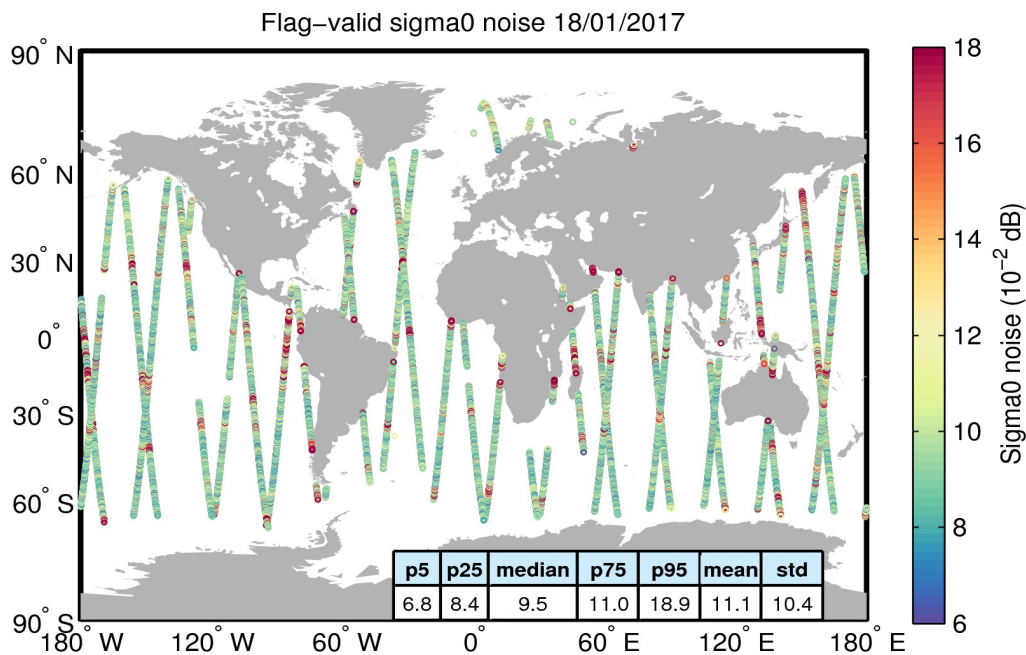 Flag−valid sigma0 noise 18/01/2017
90° N
60° N
30° N
0°
30° S
60° S
90° S
180° W
120° W
60° W
0°
60° E
120° E
180° E
p5 p25 median p75 p95 mean std
6.8 8.4 9.5 11.0 18.9 11.1 10.4
18
16
14
12
10
8
6
Sigma0 noise (10⁻² dB)